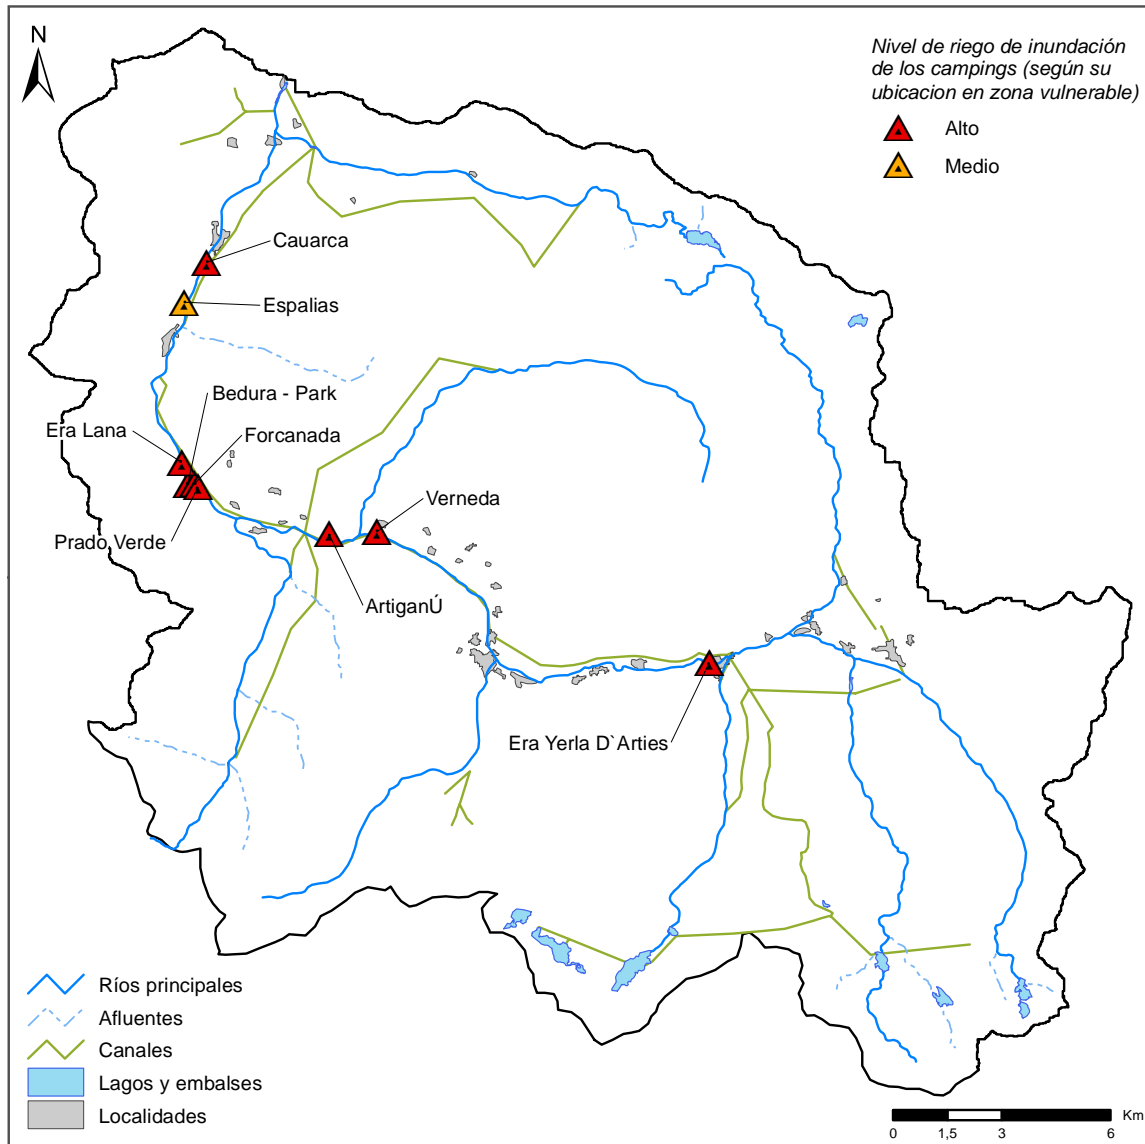 N
Nivel de riego de inundación
de los campings (según su
ubicacion en zona vulnerable)
Alto
Medio
Cauarca
Espalias
Bedura - Park
Era Lana
Forcanada
Verneda
Prado Verde
ArtiganÚ
Era Yerla D`Arties
Ríos principales
Afluentes
Canales
Lagos y embalses
Localidades
Km
0 1,5 3 6